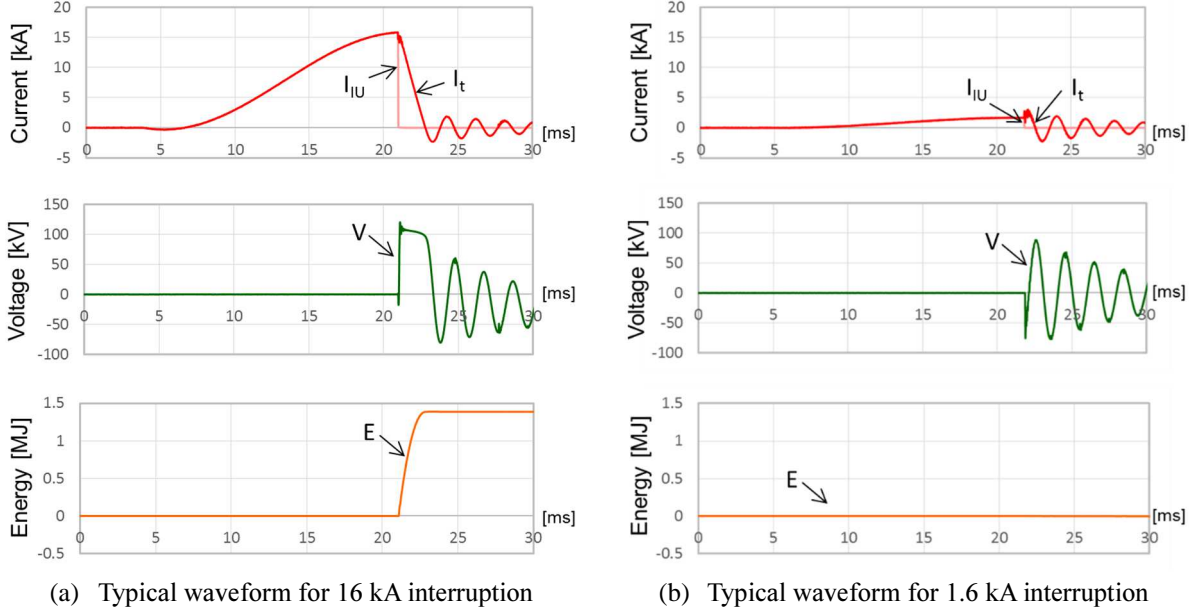 Current [kA]
20
15
10
5
0
-5
0 5 10 15 20 25 30
[ms]
I_IU
I_t
Voltage [kV]
150
100
50
0
-50
-100
0 5 10 15 20 25 30
[ms]
V
Energy [MJ]
1.5
1
0.5
0
-0.5
0 5 10 15 20 25 30
[ms]
E
(a) Typical waveform for 16 kA interruption
Current [kA]
20
15
10
5
0
-5
0 5 10 15 20 25 30
[ms]
I_IU
I_t
Voltage [kV]
150
100
50
0
-50
-100
0 5 10 15 20 25 30
[ms]
V
Energy [MJ]
1.5
1
0.5
0
-0.5
0 5 10 15 20 25 30
[ms]
E
(b) Typical waveform for 1.6 kA interruption